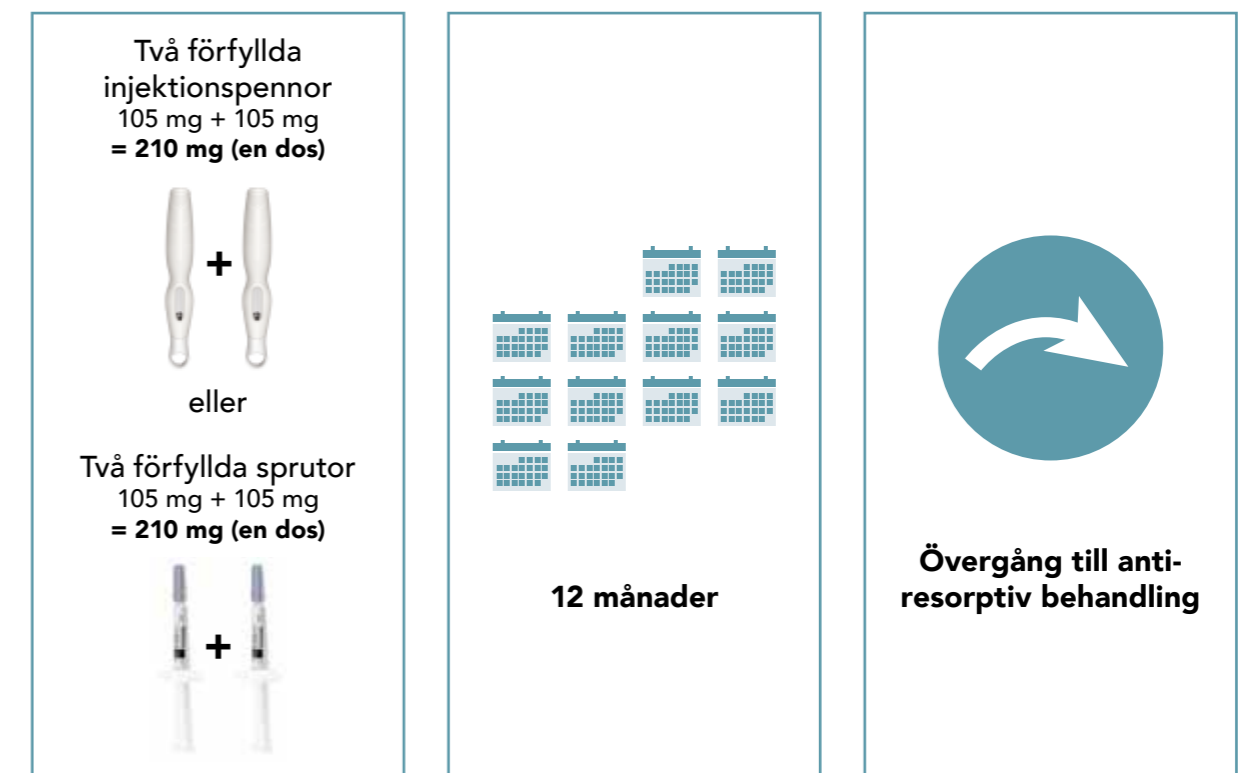 Två förfyllda
injektionspennor
105 mg + 105 mg
= 210 mg (en dos)
+
eller
Två förfyllda sprutor
105 mg + 105 mg
= 210 mg (en dos)
+
12 månader
Övergång till anti-
resorptiv behandling